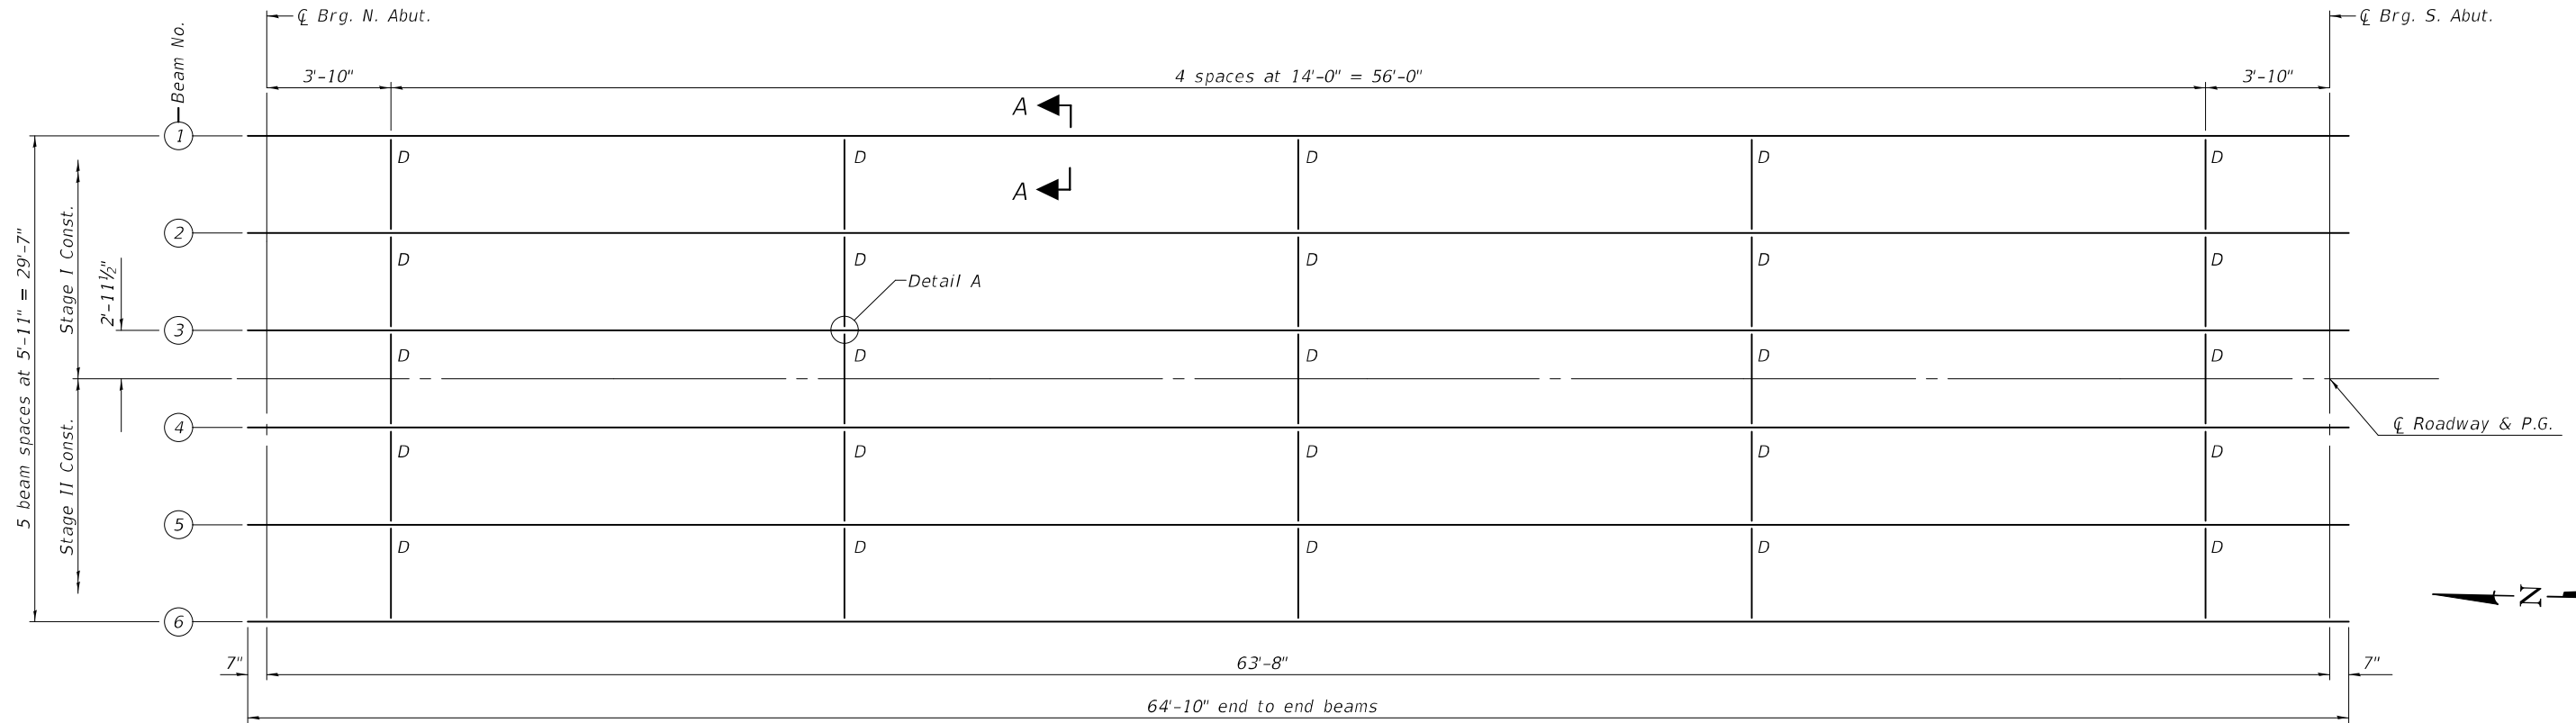 ℄ Brg. N. Abut.
℄ Brg. S. Abut.
Beam No.
3'-10"
4 spaces at 14'-0" = 56'-0"
3'-10"
A
A
1
2
3
4
5
6
D D D D D
D D D D D
D D D D D
D D D D D
D D D D D
Detail A
5 beam spaces at 5'-11" = 29'-7"
Stage I Const.
Stage II Const.
2'-11½"
℄ Roadway & P.G.
N
7"
63'-8"
7"
64'-10" end to end beams